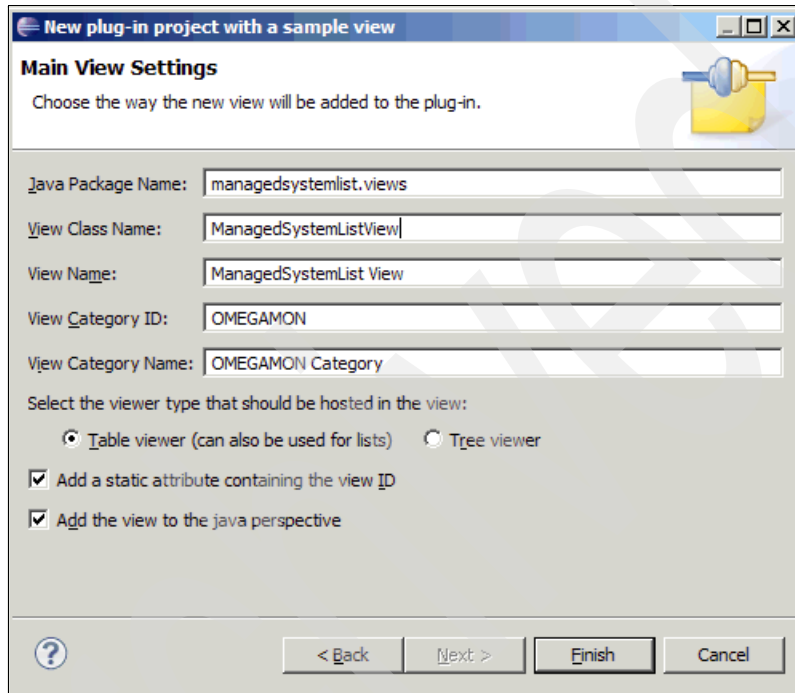 New plug-in project with a sample view
Main View Settings
Choose the way the new view will be added to the plug-in.
Java Package Name: managedsystemlist.views
View Class Name: ManagedSystemListView
View Name: ManagedSystemList View
View Category ID: OMEGAMON
View Category Name: OMEGAMON Category
Select the viewer type that should be hosted in the view:
Table viewer (can also be used for lists) Tree viewer
Add a static attribute containing the view ID
Add the view to the java perspective
? < Back Next > Finish Cancel